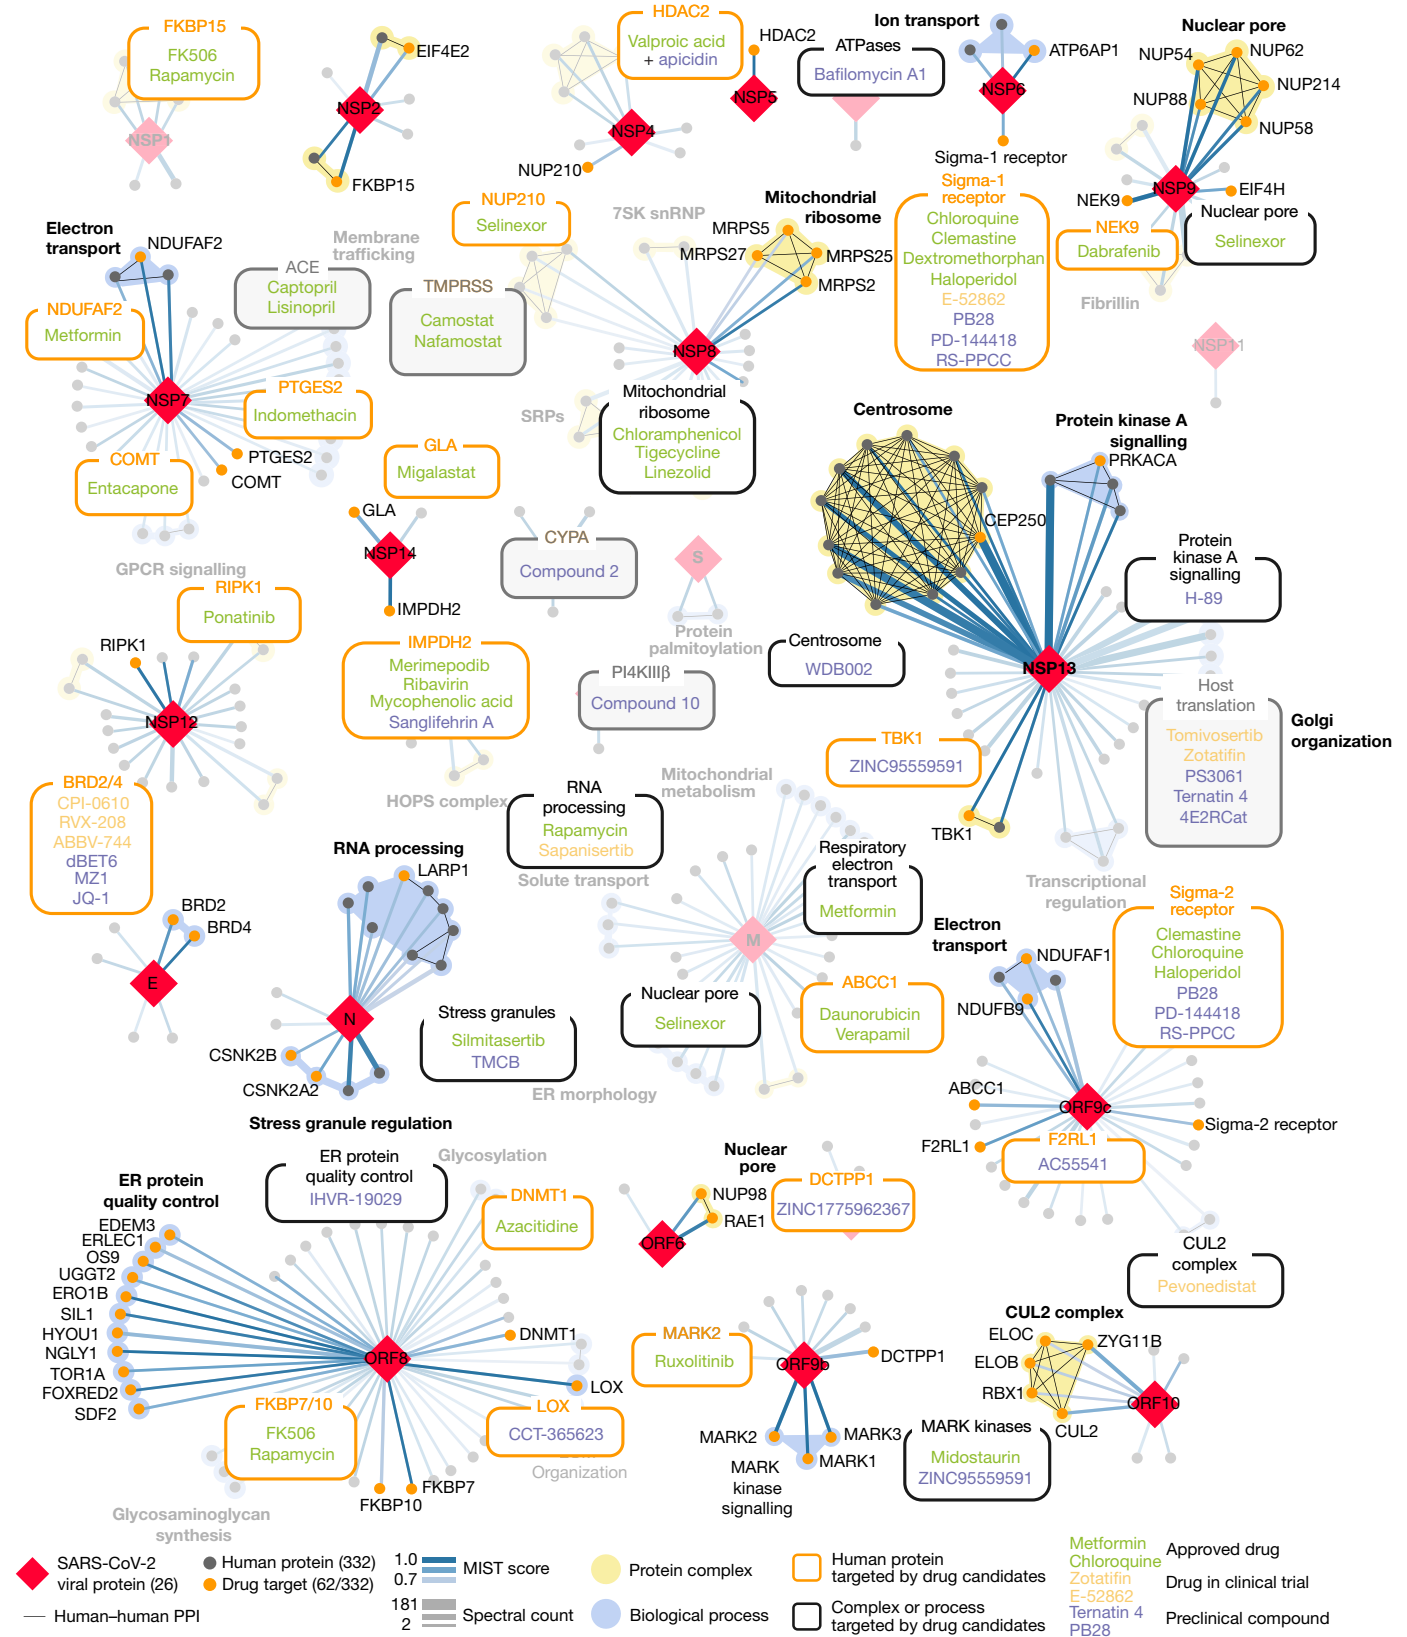 FKBP15
FK506
Rapamycin
NSP1
EIF4E2
NSP2
FKBP15
HDAC2
Valproic acid
+ apicidin
HDAC2
NSP5
NSP4
NUP210
NUP210
Selinexor
ATPases
Bafilomycin A1
Ion transport
ATP6AP1
NSP6
Sigma-1 receptor
Sigma-1
receptor
Chloroquine
Clemastine
Dextromethorphan
Haloperidol
E-52862
PB28
PD-144418
RS-PPCC
Nuclear pore
NUP54
NUP62
NUP214
NUP88
NUP58
NSP9
NEK9
EIF4H
NEK9
Dabrafenib
Nuclear pore
Selinexor
Fibrillin
NSP11
Electron
transport
NDUFAF2
NDUFAF2
Metformin
Membrane
trafficking
ACE
Captopril
Lisinopril
NSP7
PTGES2
Indomethacin
PTGES2
COMT
COMT
Entacapone
GPCR signalling
TMPRSS
Camostat
Nafamostat
7SK snRNP
Mitochondrial
ribosome
MRPS5
MRPS27
MRPS25
MRPS2
NSP8
SRPs
Mitochondrial
ribosome
Chloramphenicol
Tigecycline
Linezolid
GLA
Migalastat
GLA
NSP14
IMPDH2
IMPDH2
Merimepodib
Ribavirin
Mycophenolic acid
Sanglifehrin A
HOPS complex
CYPA
Compound 2
S
Protein
palmitoylation
PI4KIIIβ
Compound 10
Centrosome
CEP250
Protein kinase A
signalling
PRKACA
Protein
kinase A
signalling
H-89
Centrosome
WDB002
NSP13
TBK1
ZINC95559591
TBK1
Host
translation
Tomivosertib
Zotatifin
PS3061
Ternatin 4
4E2RCat
Golgi
organization
Transcriptional
regulation
RIPK1
Ponatinib
RIPK1
NSP12
BRD2/4
CPI-0610
RVX-208
ABBV-744
dBET6
MZ1
JQ-1
BRD2
BRD4
E
RNA processing
LARP1
N
CSNK2B
CSNK2A2
Stress granule regulation
Stress granules
Silmitasertib
TMCB
RNA
processing
Rapamycin
Sapanisertib
Mitochondrial
metabolism
Solute transport
Respiratory
electron
transport
Metformin
M
Nuclear pore
Selinexor
ABCC1
Daunorubicin
Verapamil
ER morphology
Electron
transport
NDUFAF1
NDUFB9
Sigma-2
receptor
Clemastine
Chloroquine
Haloperidol
PB28
PD-144418
RS-PPCC
ABCC1
ORF9c
Sigma-2 receptor
F2RL1
F2RL1
AC55541
ER protein
quality control
EDEM3
ERLEC1
OS9
UGGT2
ERO1B
SIL1
HYOU1
NGLY1
TOR1A
FOXRED2
SDF2
ER protein
quality control
IHVR-19029
Glycosylation
DNMT1
Azacitidine
DNMT1
ORF8
LOX
LOX
CCT-365623
Organization
FKBP7/10
FK506
Rapamycin
FKBP7
FKBP10
Glycosaminoglycan
synthesis
Nuclear
pore
NUP98
RAE1
ORF6
DCTPP1
ZINC1775962367
MARK2
Ruxolitinib
ORF9b
DCTPP1
MARK2
MARK3
MARK1
MARK
kinase
signalling
MARK kinases
Midostaurin
ZINC95559591
CUL2
complex
Pevonedistat
CUL2 complex
ELOC
ZYG11B
ELOB
RBX1
CUL2
ORF10
SARS-CoV-2
viral protein (26)
Human–human PPI
Human protein (332)
Drug target (62/332)
1.0
0.7
MIST score
181
2
Spectral count
Protein complex
Biological process
Human protein
targeted by drug candidates
Complex or process
targeted by drug candidates
Metformin
Chloroquine
Approved drug
Zotatifin
E-52862
Drug in clinical trial
Ternatin 4
PB28
Preclinical compound